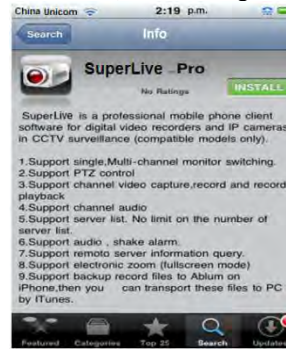 China Unicom 2:19 p.m.
Search Info
SuperLive Pro
No Ratings INSTALL
SuperLive is a professional mobile phone client
software for digital video recorders and IP cameras
in CCTV surveillance (compatible models only).
1.Support single,Multi-channel monitor switching.
2.Support PTZ control
3.Support channel video capture,record and record
playback
4.Support channel audio
5.Support server list. No limit on the number of
server list.
6.Support audio , shake alarm.
7.Support remoto server information query.
8.Support electronic zoom (fullscreen mode)
9.Support backup record files to Ablum on
iPhone,then you can transport these files to PC
by ITunes.
Featured Categories Top 25 Search Updates